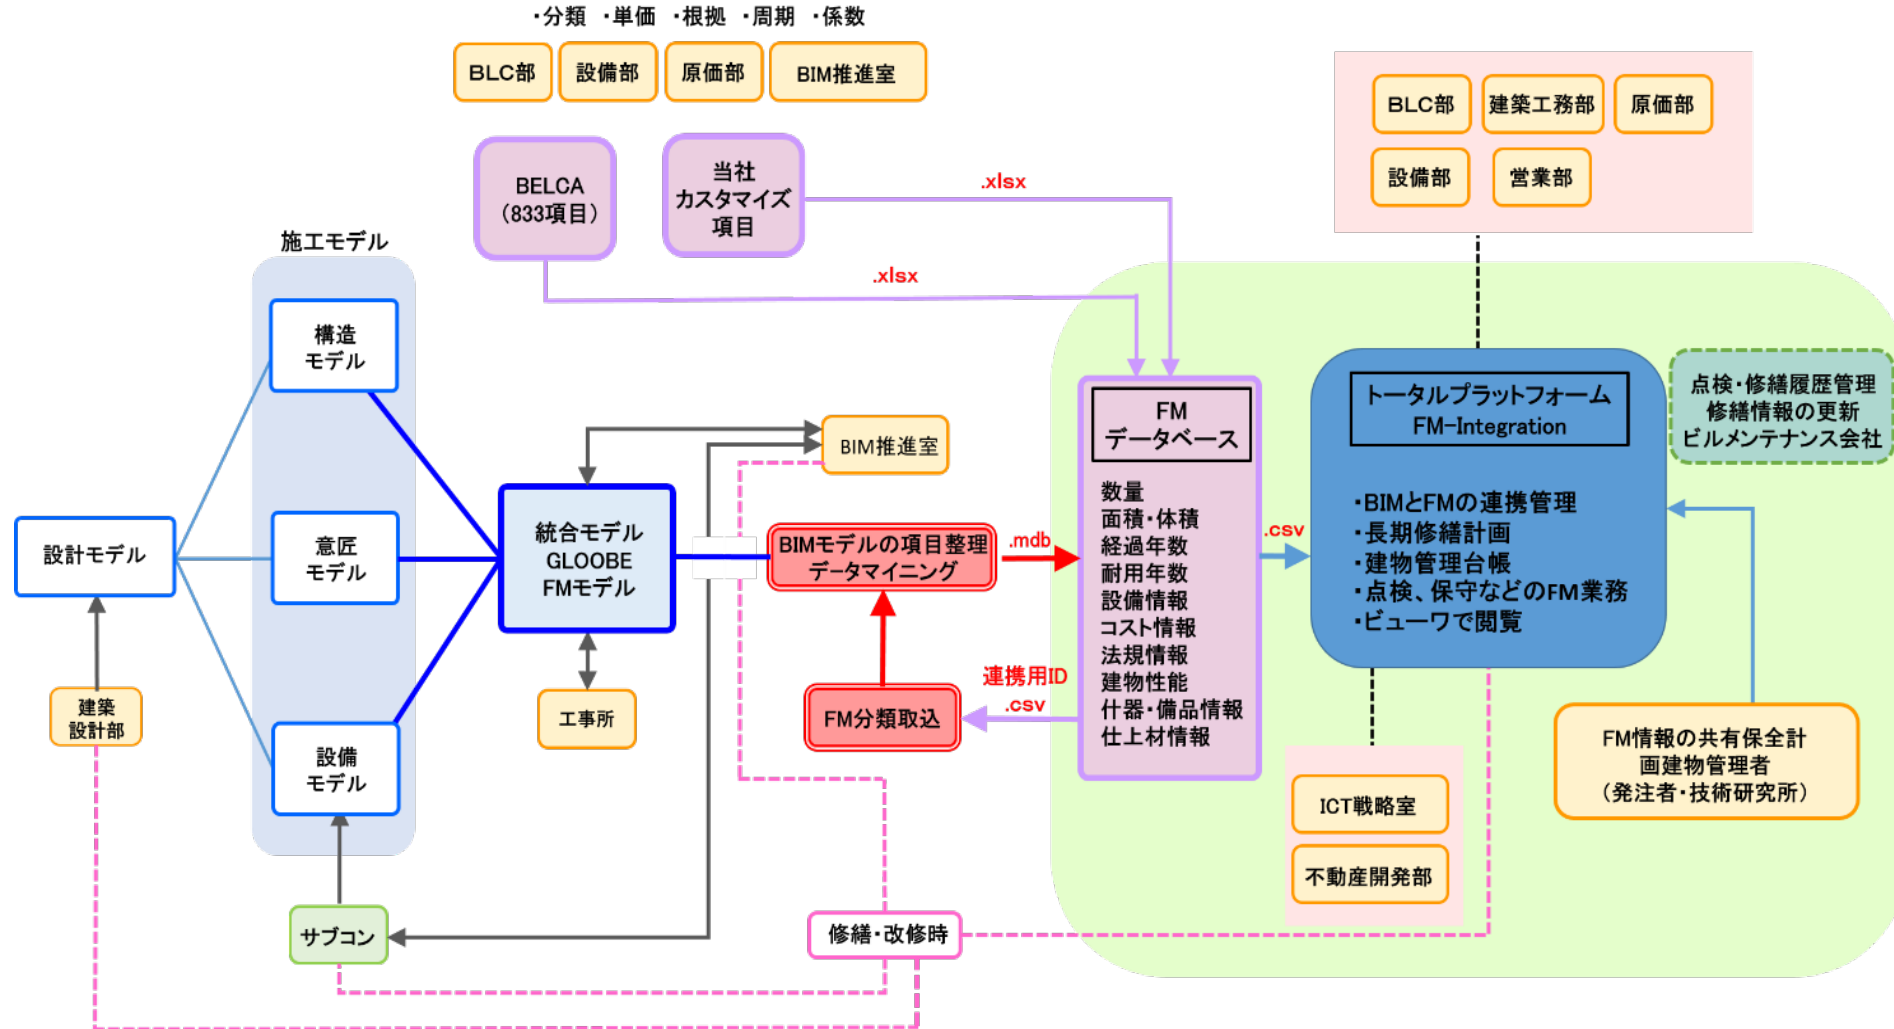 ・分類 ・単価 ・根拠 ・周期 ・係数
BLC部
設備部
原価部
BIM推進室
BELCA
（833項目）
当社
カスタマイズ
項目
.xlsx
.xlsx
BLC部
建築工務部
原価部
設備部
営業部
施工モデル
構造
モデル
意匠
モデル
設備
モデル
設計モデル
建築
設計部
サブコン
統合モデル
GLOOBE
FMモデル
工事所
BIM推進室
BIMモデルの項目整理
データマイニング
.mdb
FM分類取込
連携用ID
.csv
FM
データベース
数量
面積・体積
経過年数
耐用年数
設備情報
コスト情報
法規情報
建物性能
什器・備品情報
仕上材情報
.csv
トータルプラットフォーム
FM-Integration
・BIMとFMの連携管理
・長期修繕計画
・建物管理台帳
・点検、保守などのFM業務
・ビューワで閲覧
点検・修繕履歴管理
修繕情報の更新
ビルメンテナンス会社
FM情報の共有保全計
画建物管理者
（発注者・技術研究所）
ICT戦略室
不動産開発部
修繕・改修時